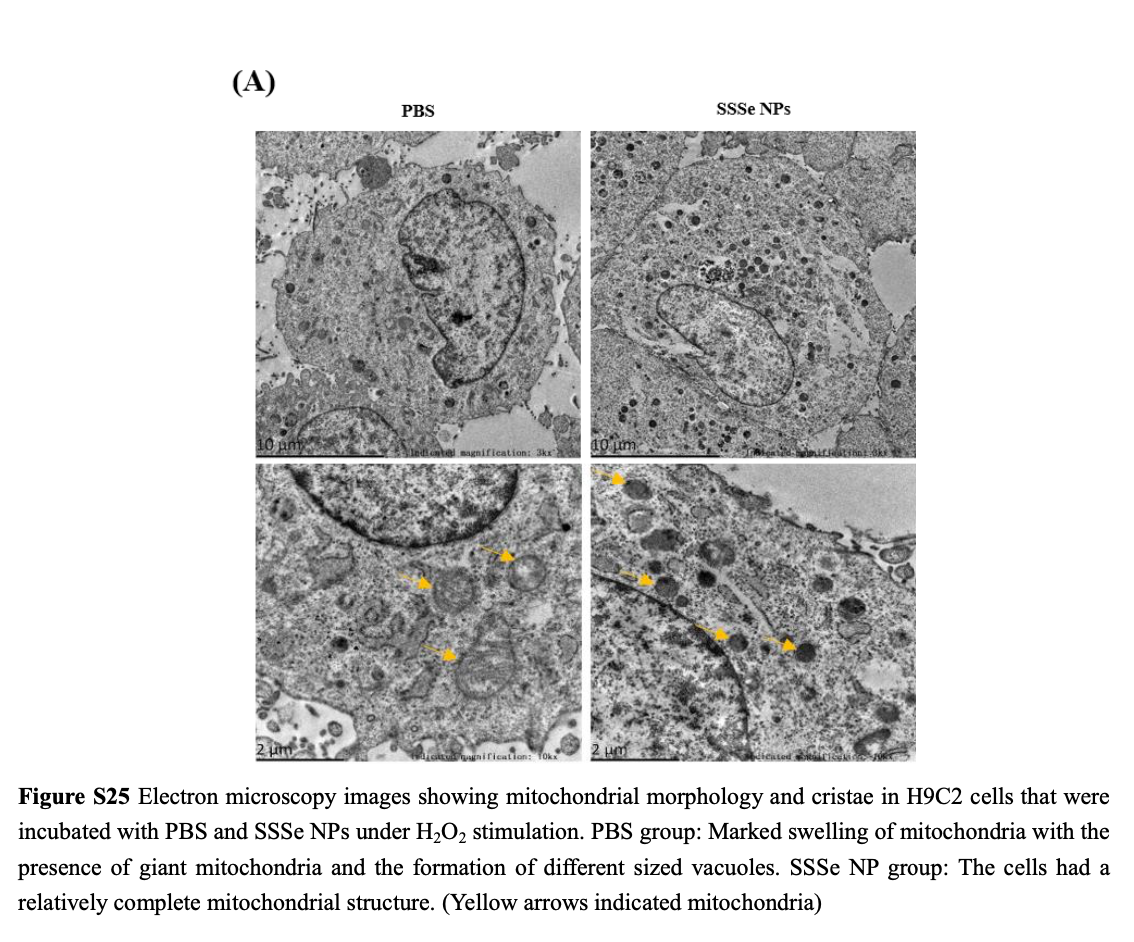 (A)
PBS
SSSe NPs
10 μm
Indicated magnification: 3kx
10 μm
Indicated magnification: 3kx
2 μm
Indicated magnification: 10kx
2 μm
Indicated magnification: 10kx
Figure S25 Electron microscopy images showing mitochondrial morphology and cristae in H9C2 cells that were
incubated with PBS and SSSe NPs under H₂O₂ stimulation. PBS group: Marked swelling of mitochondria with the
presence of giant mitochondria and the formation of different sized vacuoles. SSSe NP group: The cells had a
relatively complete mitochondrial structure. (Yellow arrows indicated mitochondria)